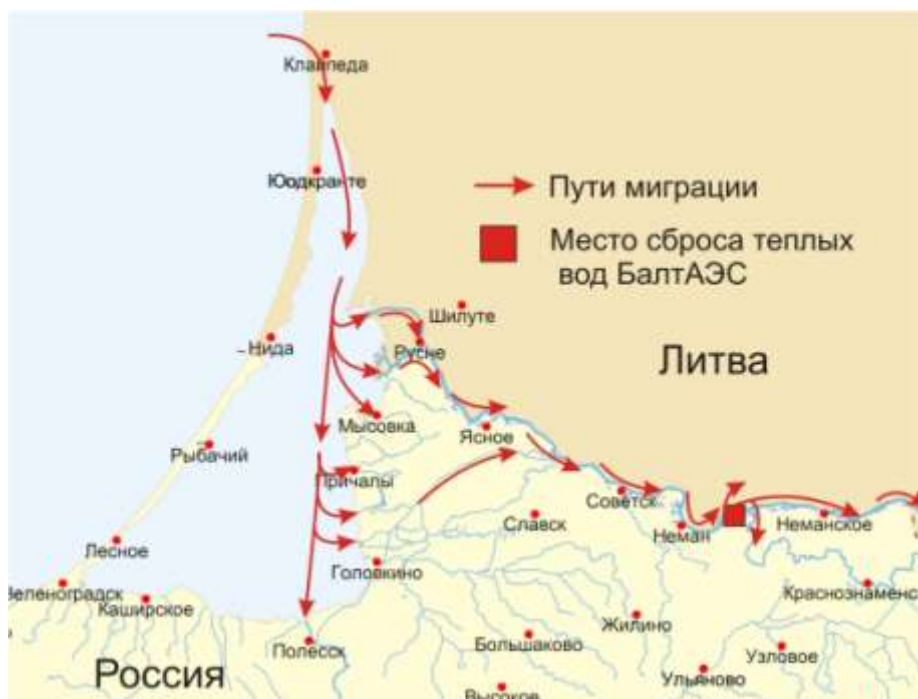 Клайпеда
Юодкранте
Пути миграции
Место сброса теплых
вод БалтАЭС
Шилуте
Русне
Нида
Литва
Мысовка
Ясное
Рыбачий
Причалы
Советск
Славск
Неман
Неманское
Лесное
Головкино
Зеленоградск
Каширское
Краснознаменс
Жилино
Большаково
Полесск
Узловое
Россия
Ульяново
Высокое